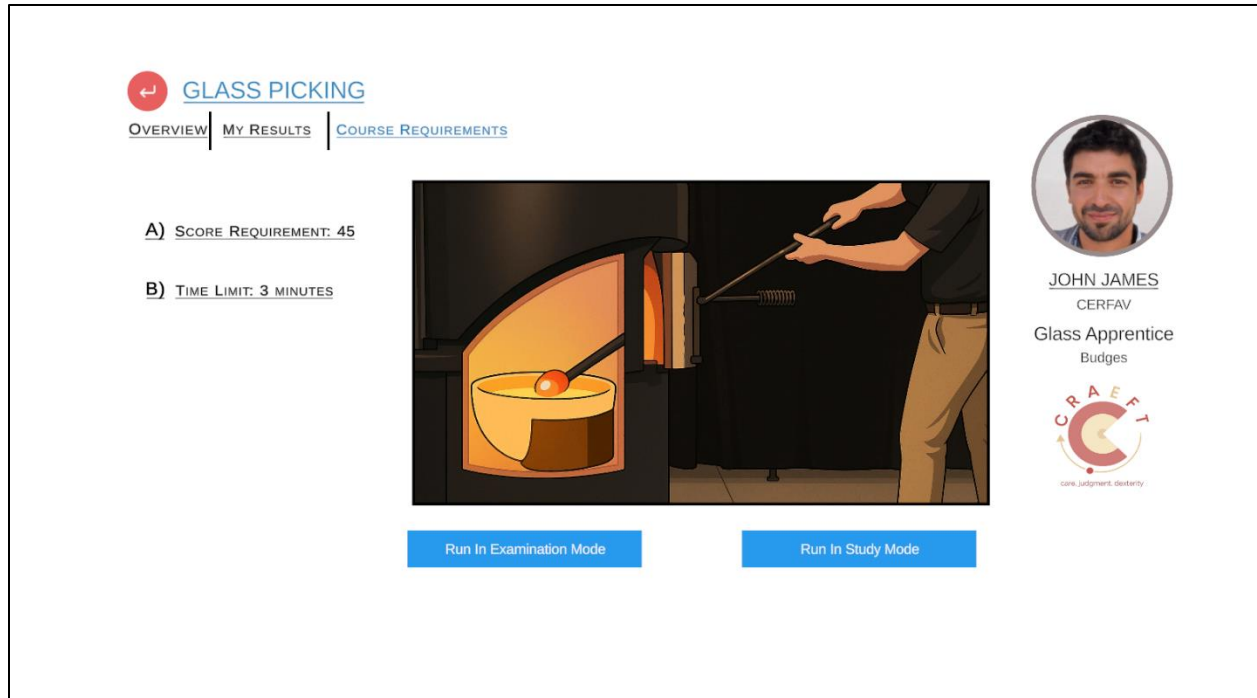 GLASS PICKING
OVERVIEW MY RESULTS COURSE REQUIREMENTS
A) SCORE REQUIREMENT: 45
B) TIME LIMIT: 3 MINUTES
Run In Examination Mode
Run In Study Mode
JOHN JAMES
CERFAV
Glass Apprentice
Budges
CRAEFT
care, judgment, dexterity